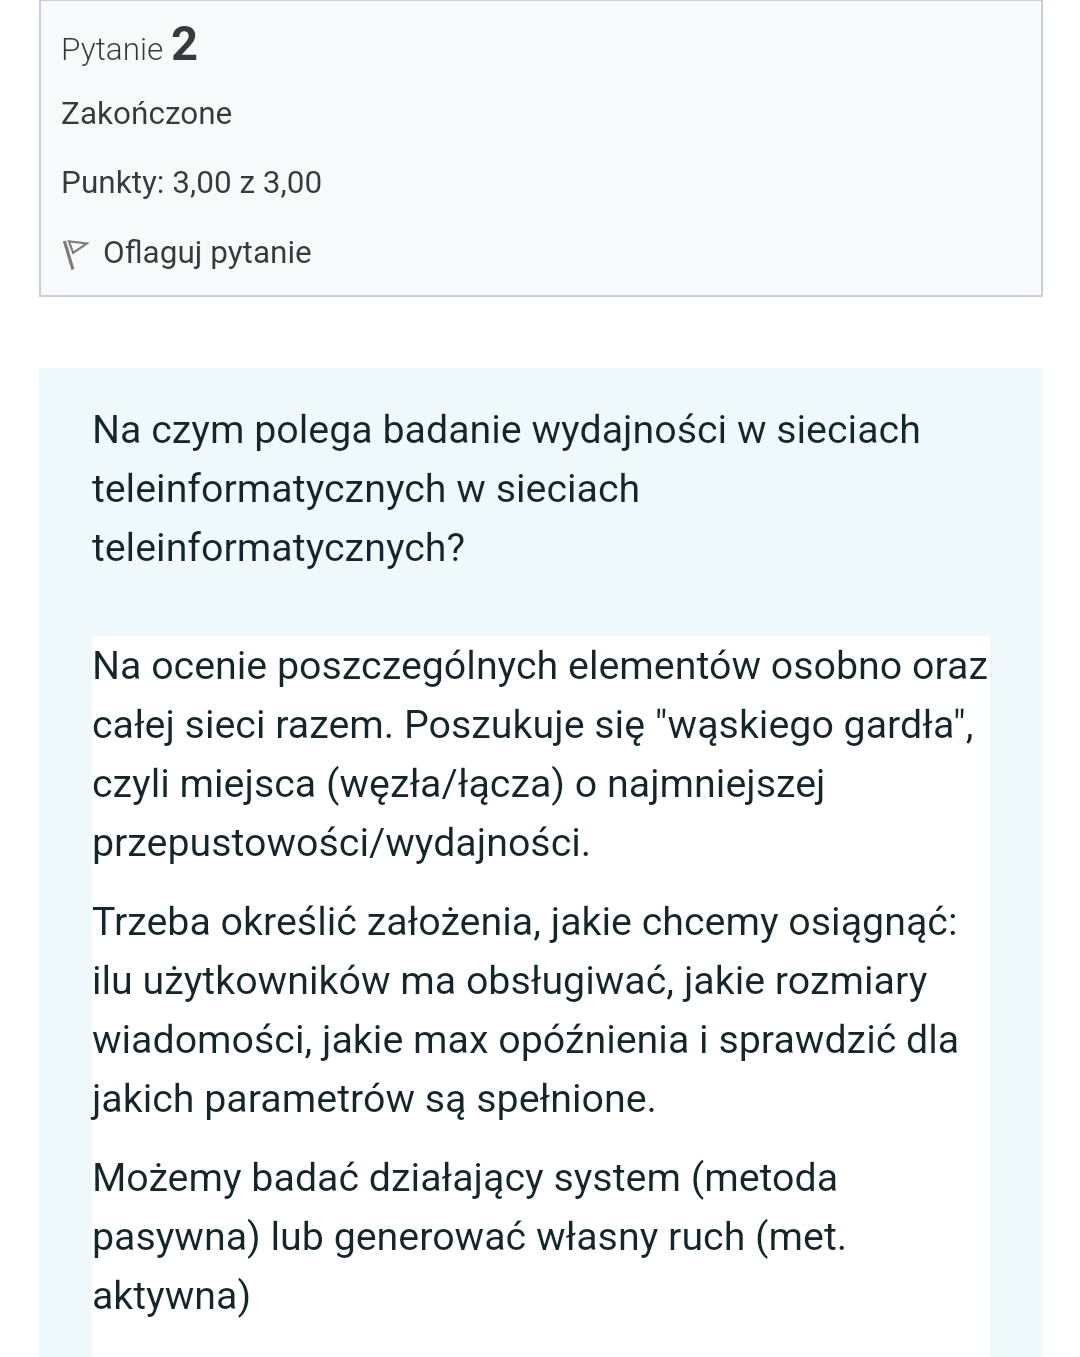 Pytanie 2
Zakończone
Punkty: 3,00 z 3,00
Oflaguj pytanie
Na czym polega badanie wydajności w sieciach
teleinformatycznych w sieciach
teleinformatycznych?
Na ocenie poszczególnych elementów osobno oraz
całej sieci razem. Poszukuje się "wąskiego gardła",
czyli miejsca (węzła/łącza) o najmniejszej
przepustowości/wydajności.
Trzeba określić założenia, jakie chcemy osiągnąć:
ilu użytkowników ma obsługiwać, jakie rozmiary
wiadomości, jakie max opóźnienia i sprawdzić dla
jakich parametrów są spełnione.
Możemy badać działający system (metoda
pasywna) lub generować własny ruch (met.
aktywna)